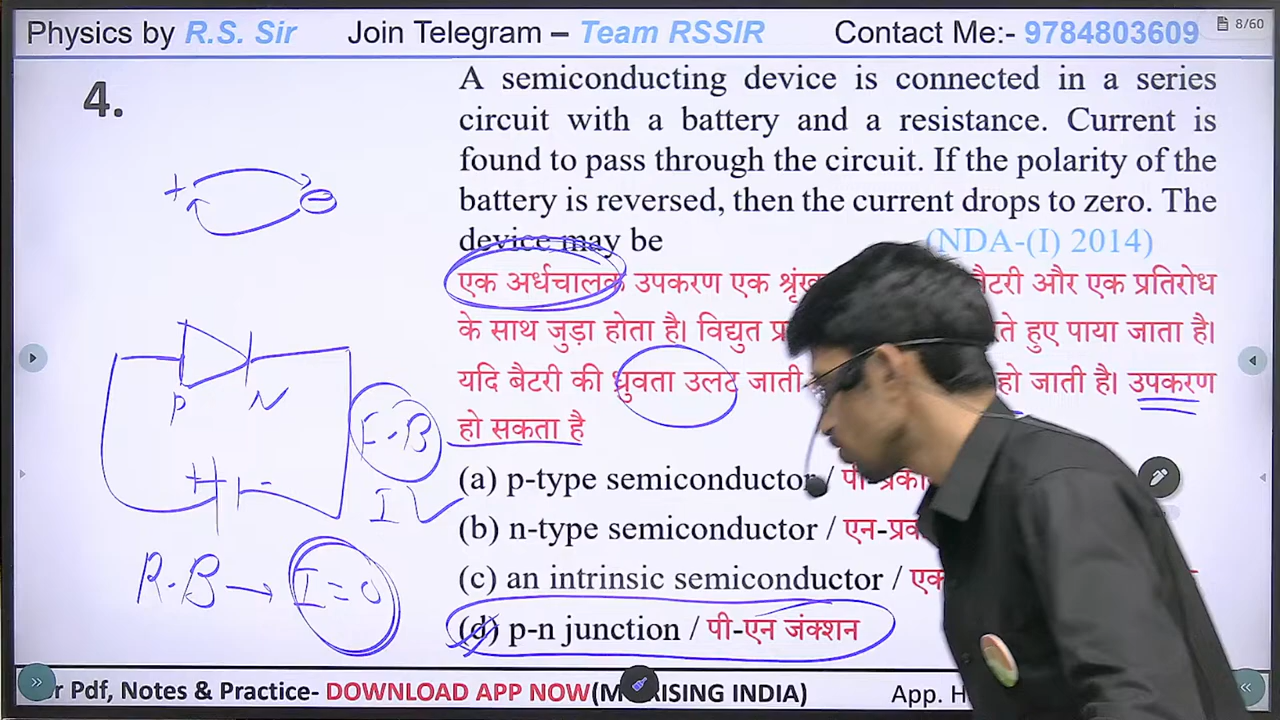 Physics by R.S. Sir Join Telegram – Team RSSIR Contact Me:- 9784803609 8/60
4.
A semiconducting device is connected in a series
circuit with a battery and a resistance. Current is
found to pass through the circuit. If the polarity of the
battery is reversed, then the current drops to zero. The
device may be (NDA-(I) 2014)
एक अर्धचालक उपकरण एक बैटरी और एक प्रतिरोध
के साथ जुड़ा होता है। विद्युत हुए पाया जाता है।
यदि बैटरी की ध्रुवता उलट जाती हो जाती है। उपकरण
हो सकता है
(a) p-type semiconductor /
(b) n-type semiconductor /
(c) an intrinsic semiconductor /
(d) p-n junction / पी-एन जंक्शन
+ −
P N
F-B
+ -
I
R-B → I=0
Pdf, Notes & Practice- DOWNLOAD APP NOW RISING INDIA) App.